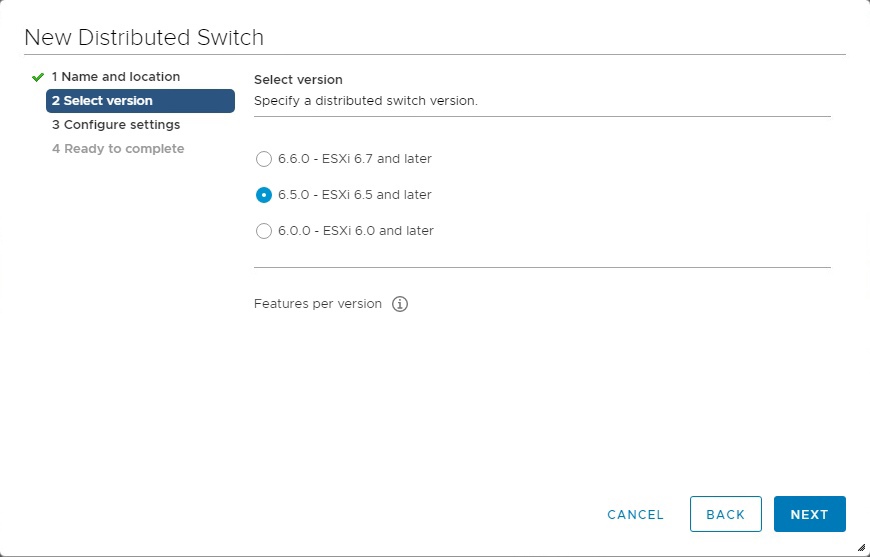 New Distributed Switch
1 Name and location
2 Select version
3 Configure settings
4 Ready to complete
Select version
Specify a distributed switch version.
6.6.0 - ESXi 6.7 and later
6.5.0 - ESXi 6.5 and later
6.0.0 - ESXi 6.0 and later
Features per version
CANCEL
BACK
NEXT